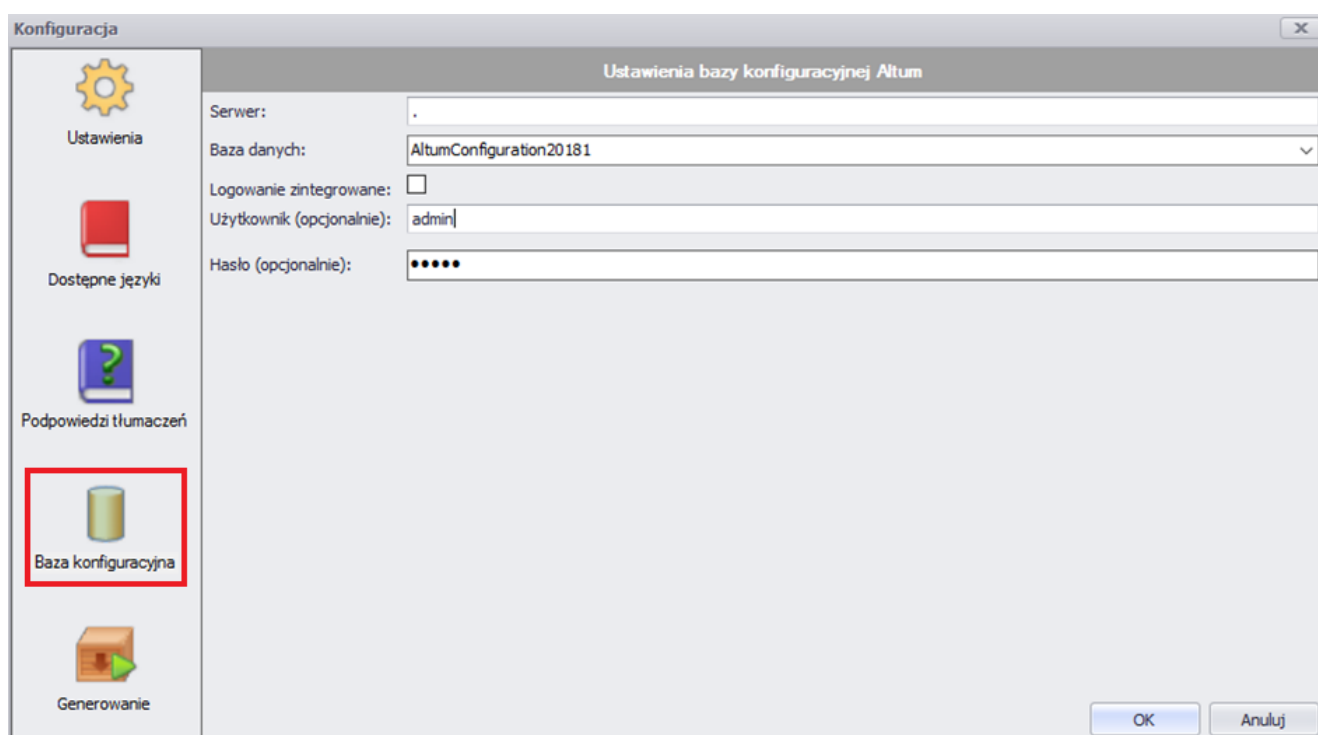 Konfiguracja
Ustawienia
Dostępne języki
Podpowiedzi tłumaczeń
Baza konfiguracyjna
Generowanie
Ustawienia bazy konfiguracyjnej Altum
Serwer: .
Baza danych: AltumConfiguration20181
Logowanie zintegrowane:
Użytkownik (opcjonalnie): admin
Hasło (opcjonalnie): •••••
OK Anuluj